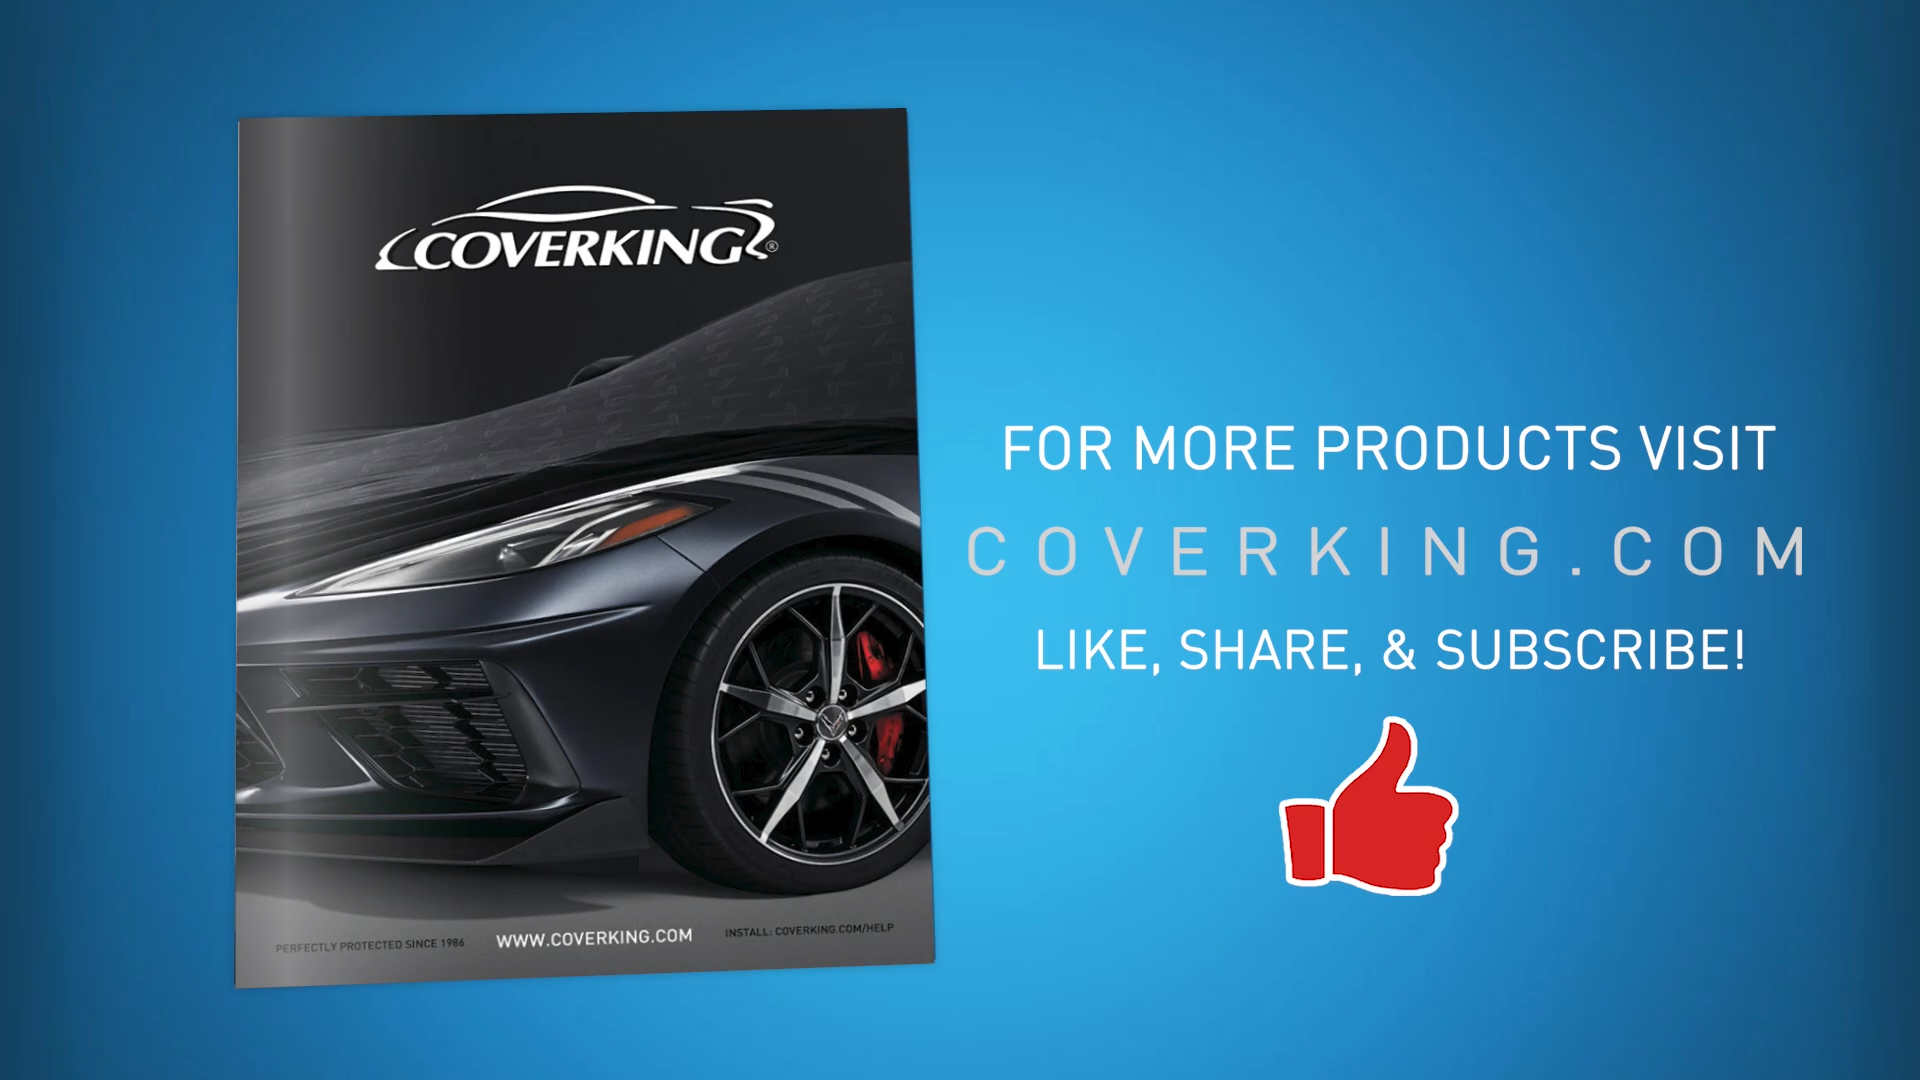 COVERKING®
FOR MORE PRODUCTS VISIT
COVERKING.COM
LIKE, SHARE, & SUBSCRIBE!
PERFECTLY PROTECTED SINCE 1986
WWW.COVERKING.COM
INSTALL: COVERKING.COM/HELP